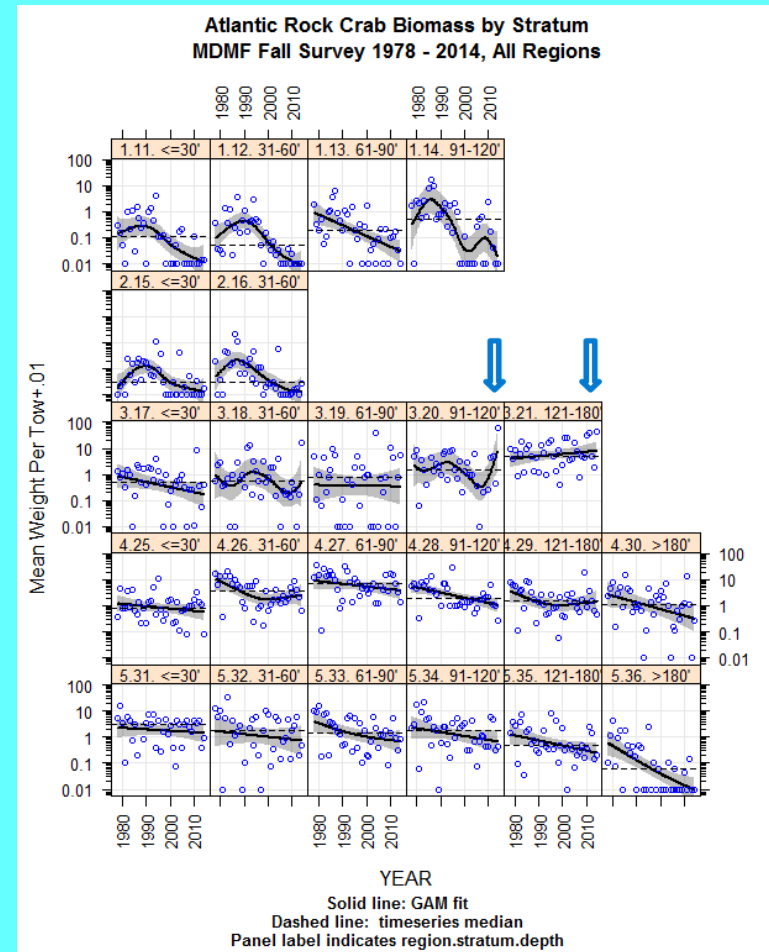 Atlantic Rock Crab Biomass by Stratum
MDMF Fall Survey 1978 - 2014, All Regions
1980 1990 2000 2010 1980 1990 2000 2010
1.11. <=30' 1.12. 31-60' 1.13. 61-90' 1.14. 91-120'
100
10
1
0.1
0.01
2.15. <=30' 2.16. 31-60'
3.17. <=30' 3.18. 31-60' 3.19. 61-90' 3.20. 91-120' 3.21. 121-180'
100
10
1
0.1
0.01
4.25. <=30' 4.26. 31-60' 4.27. 61-90' 4.28. 91-120' 4.29. 121-180' 4.30. >180'
100
10
1
0.1
0.01
5.31. <=30' 5.32. 31-60' 5.33. 61-90' 5.34. 91-120' 5.35. 121-180' 5.36. >180'
100
10
1
0.1
0.01
Mean Weight Per Tow+.01
1980 1990 2000 2010 1980 1990 2000 2010 1980 1990 2000 2010
YEAR
Solid line: GAM fit
Dashed line: timeseries median
Panel label indicates region.stratum.depth